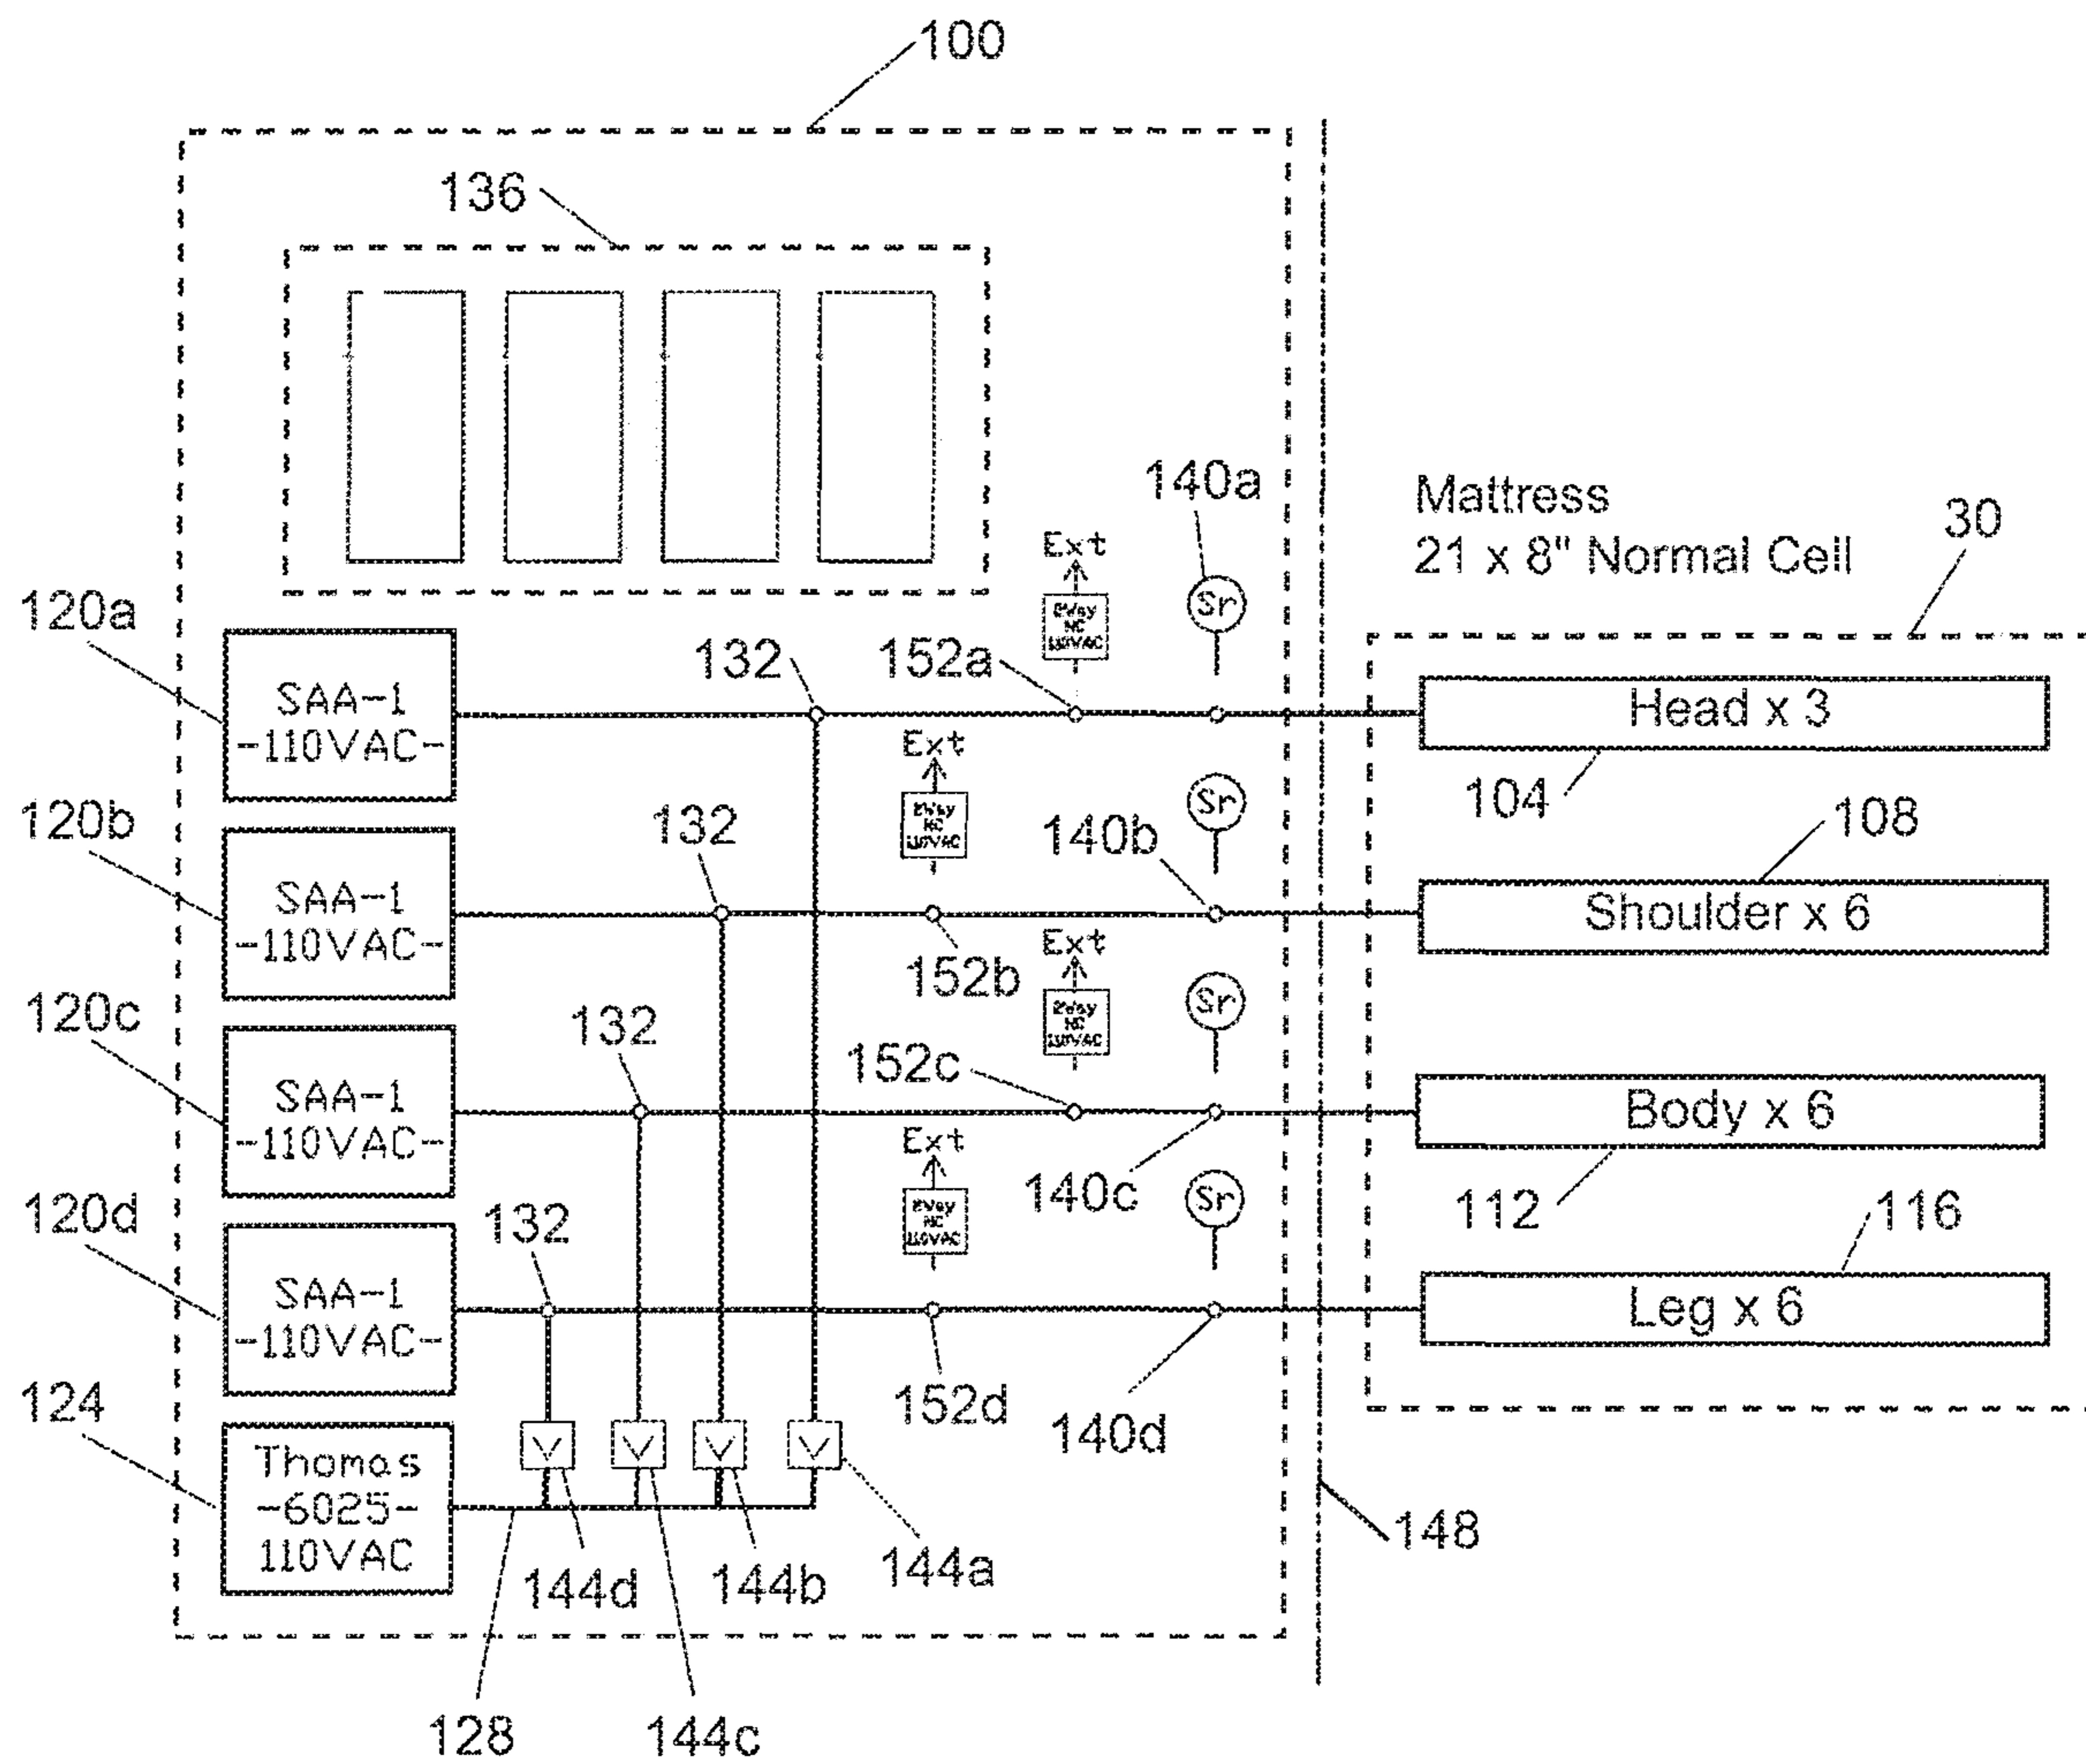 100
136
140a
Mattress
21 x 8" Normal Cell
30
Ext
Sr
120a
SAA-1
-110VAC-
132
152a
Head x 3
104
Ext
Sr
120b
SAA-1
-110VAC-
132
140b
108
Shoulder x 6
152b
Ext
Sr
120c
SAA-1
-110VAC-
132
152c
Body x 6
140c
112
Ext
Sr
120d
SAA-1
-110VAC-
132
116
Leg x 6
152d
140d
124
Thomas
-6025-
110VAC
V
V
V
V
144d
144b
144a
148
128
144c